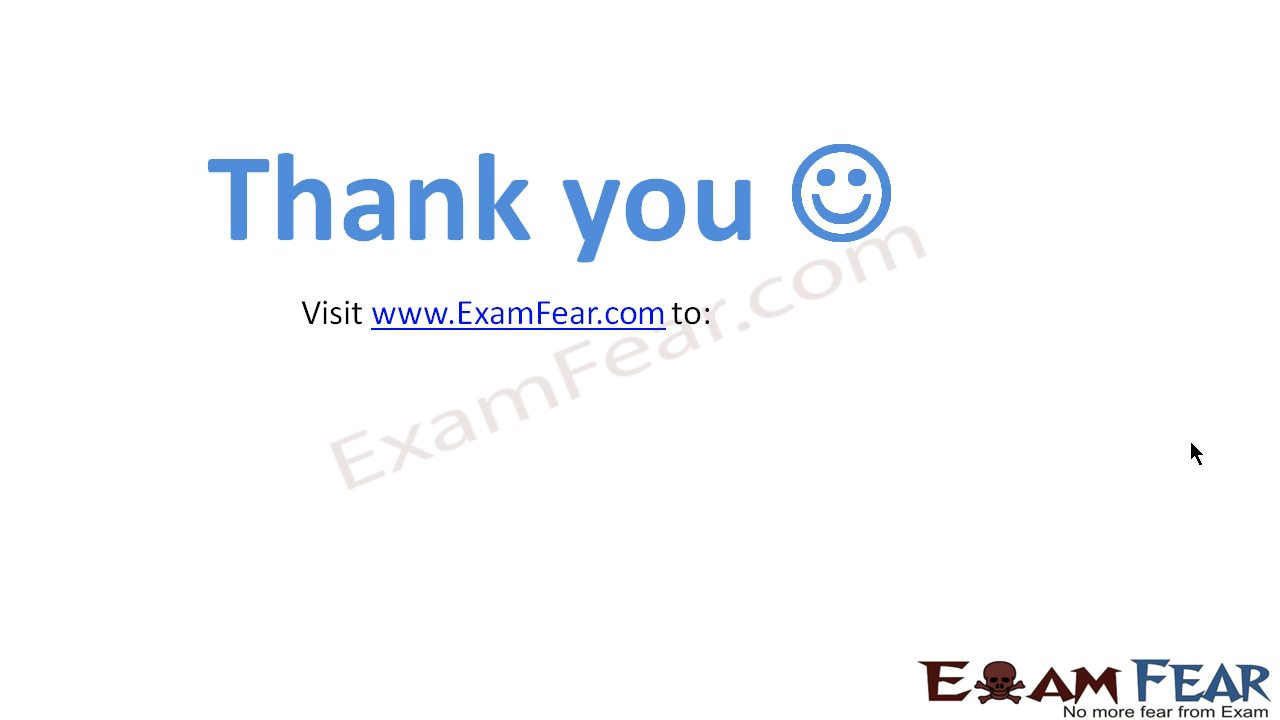 Thank you ☺
Visit www.ExamFear.com to:
ExamFear.com
EXAM FEAR
No more fear from Exam